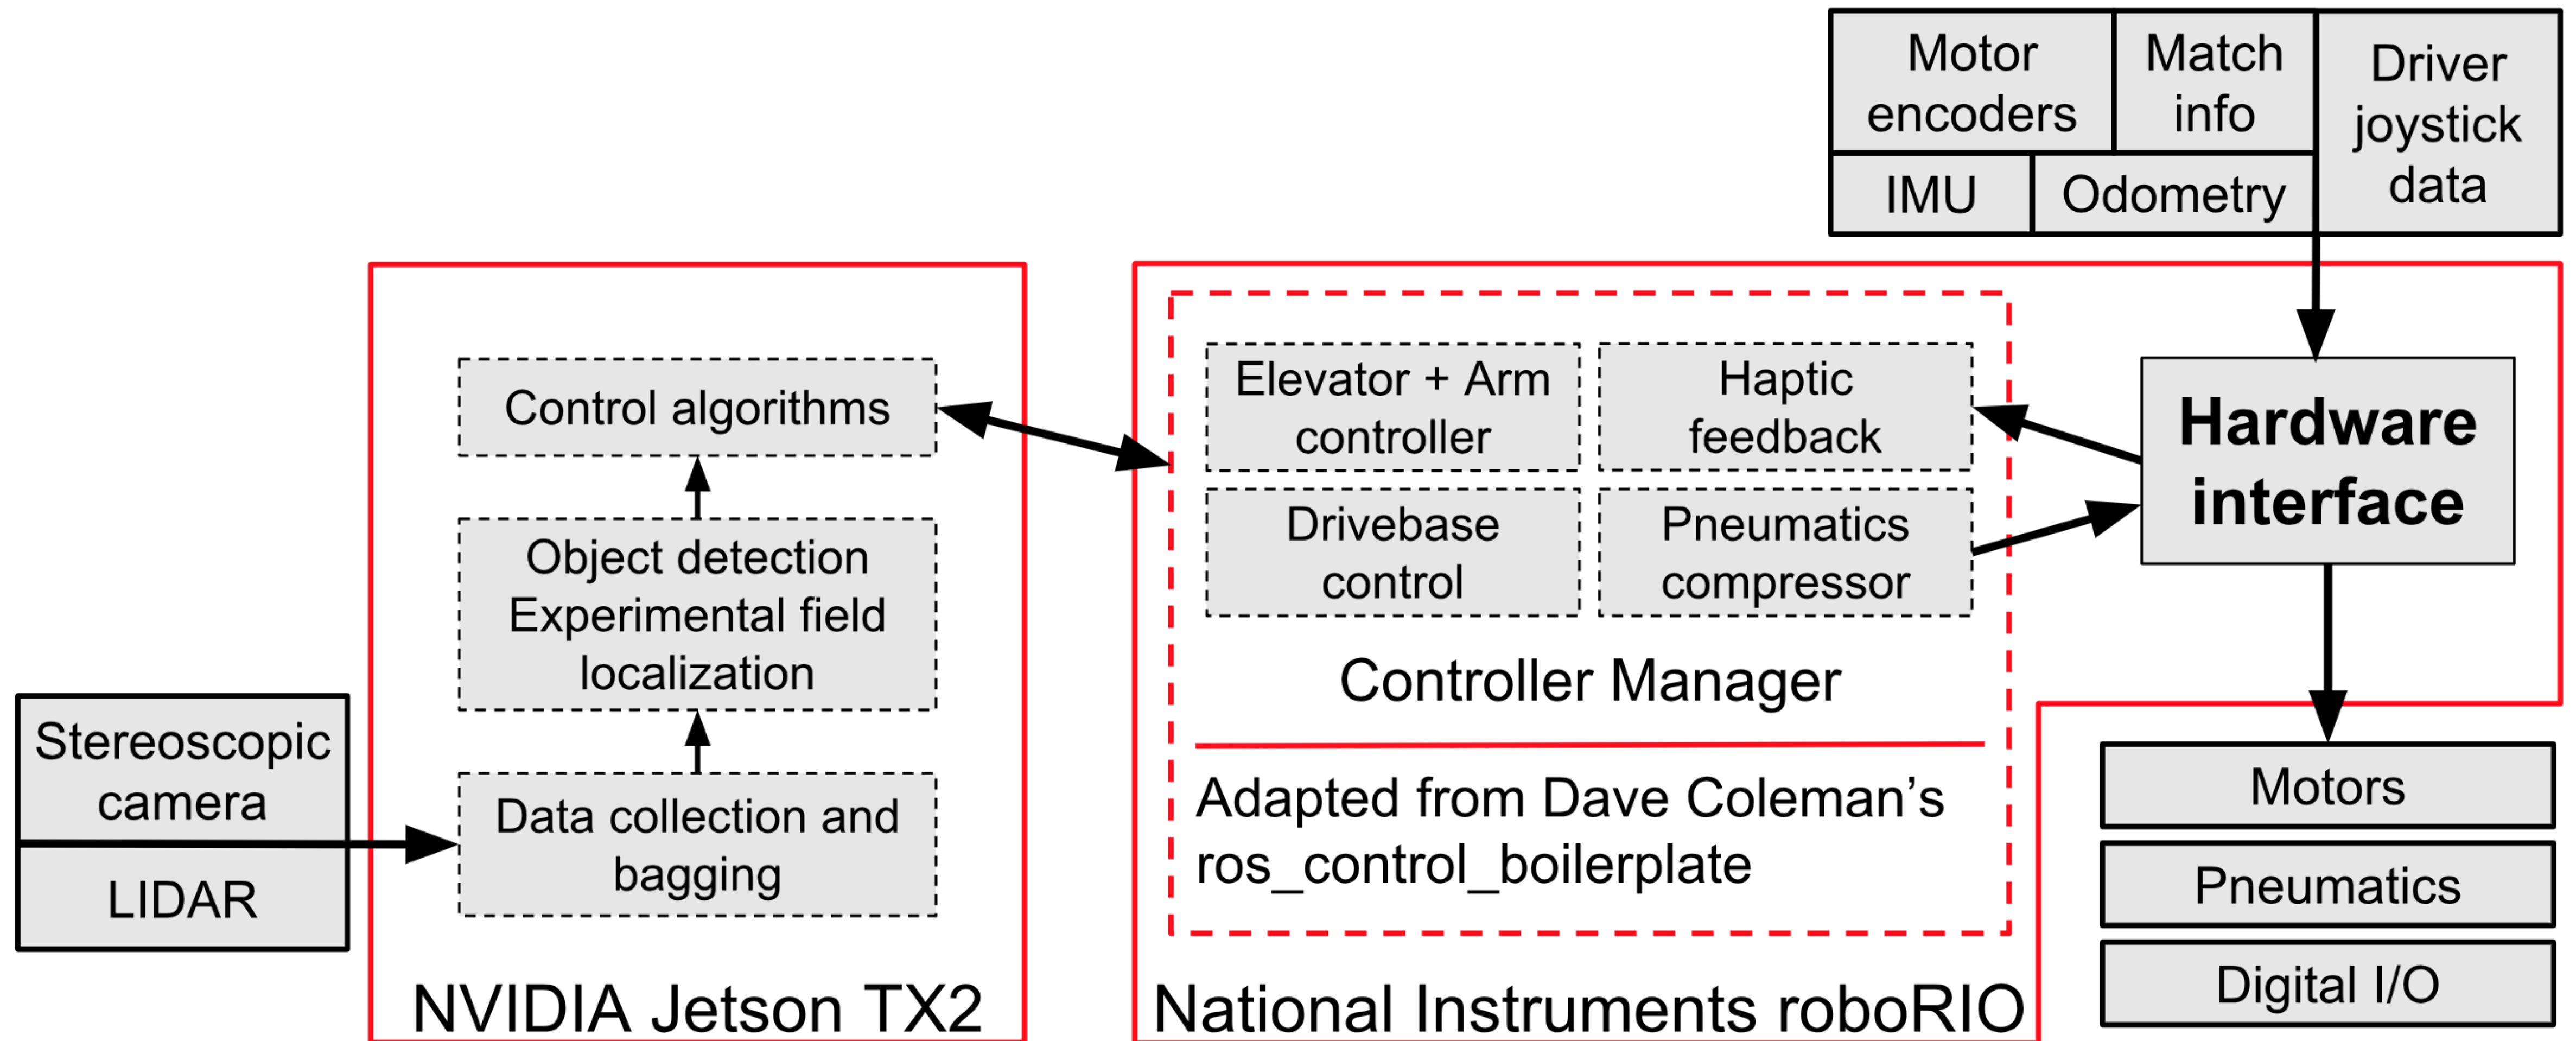 Motor
encoders
Match
info
Driver
joystick
data
IMU
Odometry
Control algorithms
Object detection
Experimental field
localization
Data collection and
bagging
Stereoscopic
camera
LIDAR
NVIDIA Jetson TX2
Elevator + Arm
controller
Haptic
feedback
Drivebase
control
Pneumatics
compressor
Controller Manager
Adapted from Dave Coleman’s
ros_control_boilerplate
National Instruments roboRIO
Hardware
interface
Motors
Pneumatics
Digital I/O